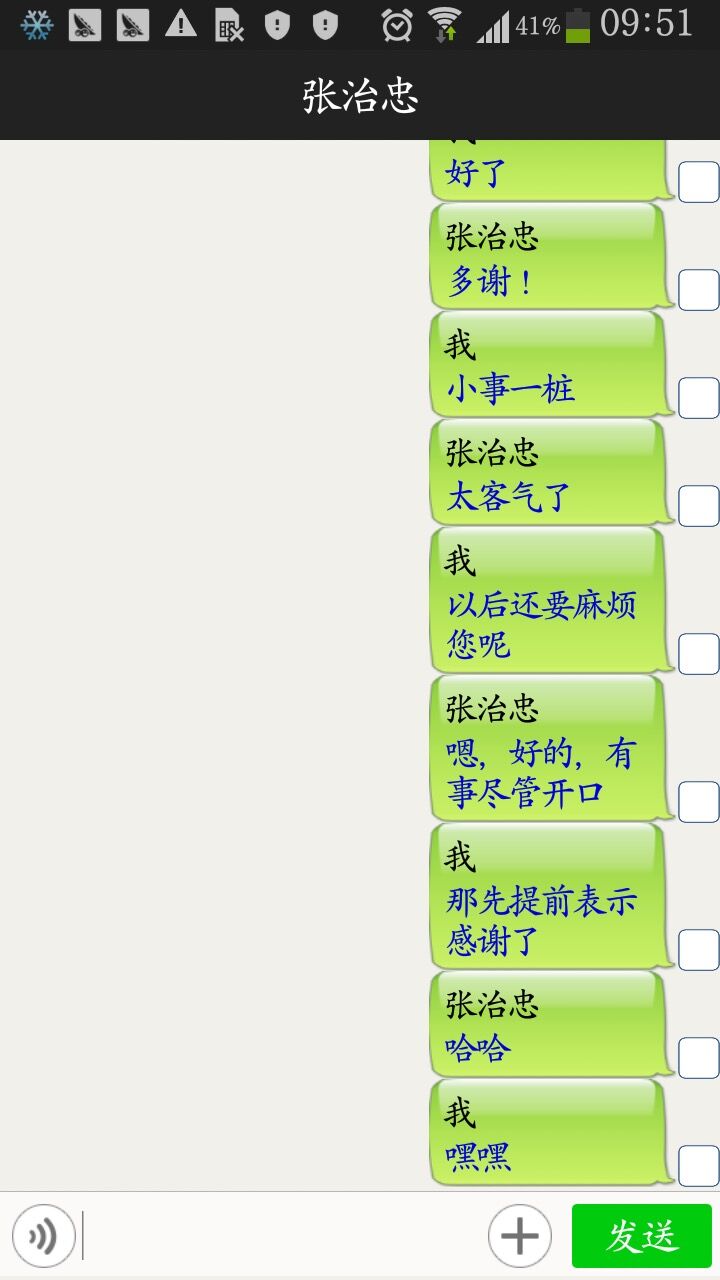 41% 09:51
张治忠
好了
张治忠
多谢！
我
小事一桩
张治忠
太客气了
我
以后还要麻烦
您呢
张治忠
嗯，好的，有
事尽管开口
我
那先提前表示
感谢了
张治忠
哈哈
我
嘿嘿
发送